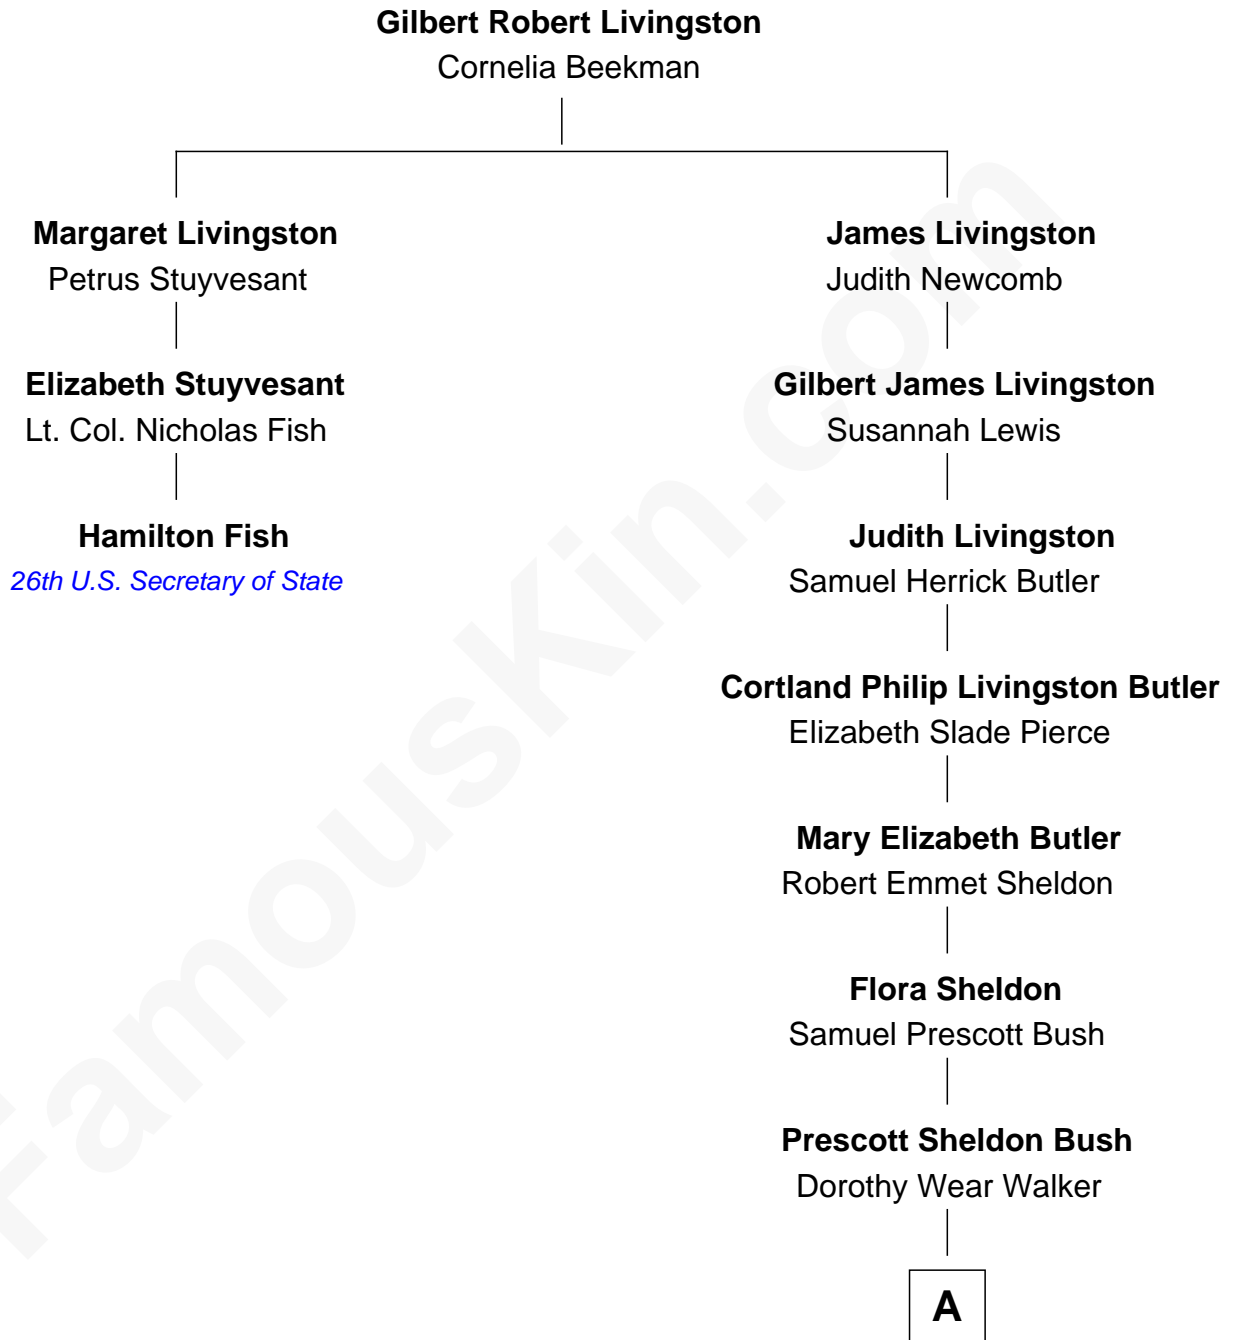 Gilbert Robert Livingston
Cornelia Beekman
Margaret Livingston
Petrus Stuyvesant
Elizabeth Stuyvesant
Lt. Col. Nicholas Fish
Hamilton Fish
26th U.S. Secretary of State
James Livingston
Judith Newcomb
Gilbert James Livingston
Susannah Lewis
Judith Livingston
Samuel Herrick Butler
Cortland Philip Livingston Butler
Elizabeth Slade Pierce
Mary Elizabeth Butler
Robert Emmet Sheldon
Flora Sheldon
Samuel Prescott Bush
Prescott Sheldon Bush
Dorothy Wear Walker
A
FamousKin.com